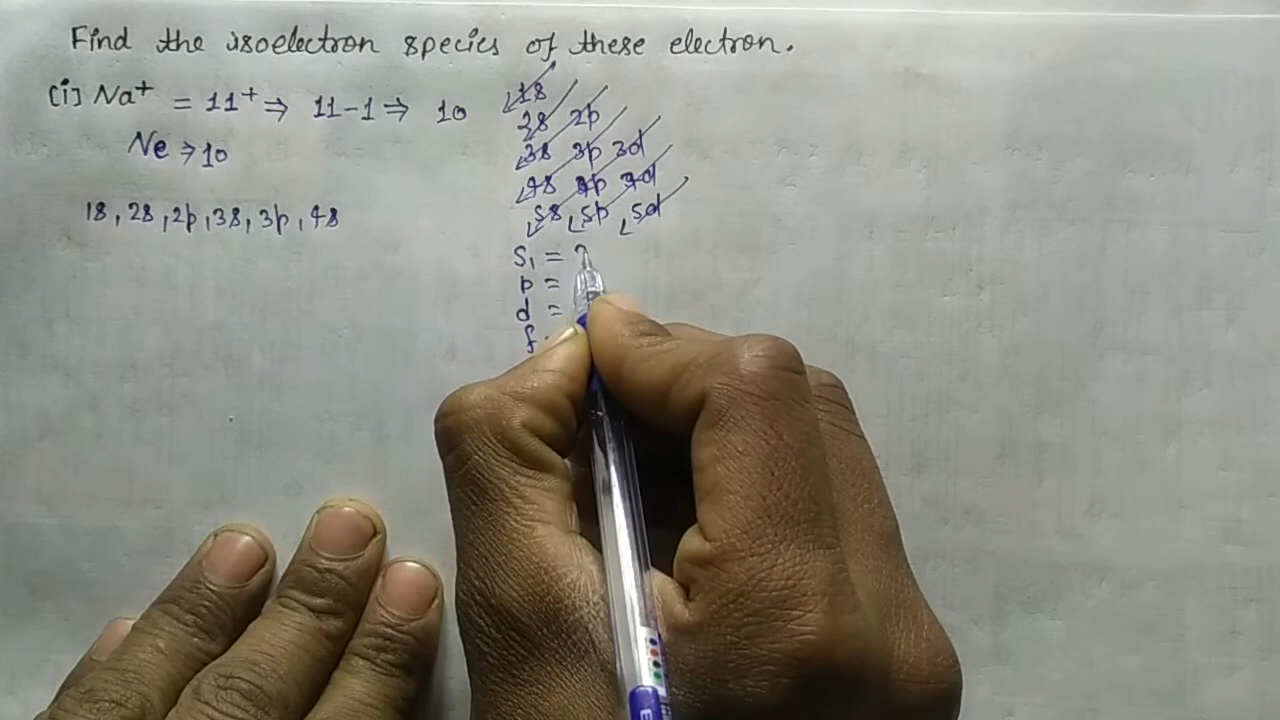 Find the isoelectron species of these electron.
(i) Na⁺ = 11⁺ ⇒ 11-1 ⇒ 10
Ne ⇒ 10
1s, 2s, 2p, 3s, 3p, 4s
1s
2s 2p
3s 3p 3d
4s 4p 4d
5s 5p 5d
S₁ =
p =
d =
f